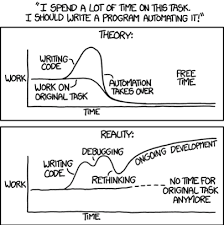 "I SPEND A LOT OF TIME ON THIS TASK.
I SHOULD WRITE A PROGRAM AUTOMATING IT!"
THEORY:
WRITING
CODE
WORK
WORK ON
ORIGINAL TASK
AUTOMATION
TAKES OVER
FREE
TIME
TIME
REALITY:
WRITING
CODE
DEBUGGING
RETHINKING
ONGOING DEVELOPMENT
WORK
NO TIME FOR
ORIGINAL TASK
ANYMORE
TIME